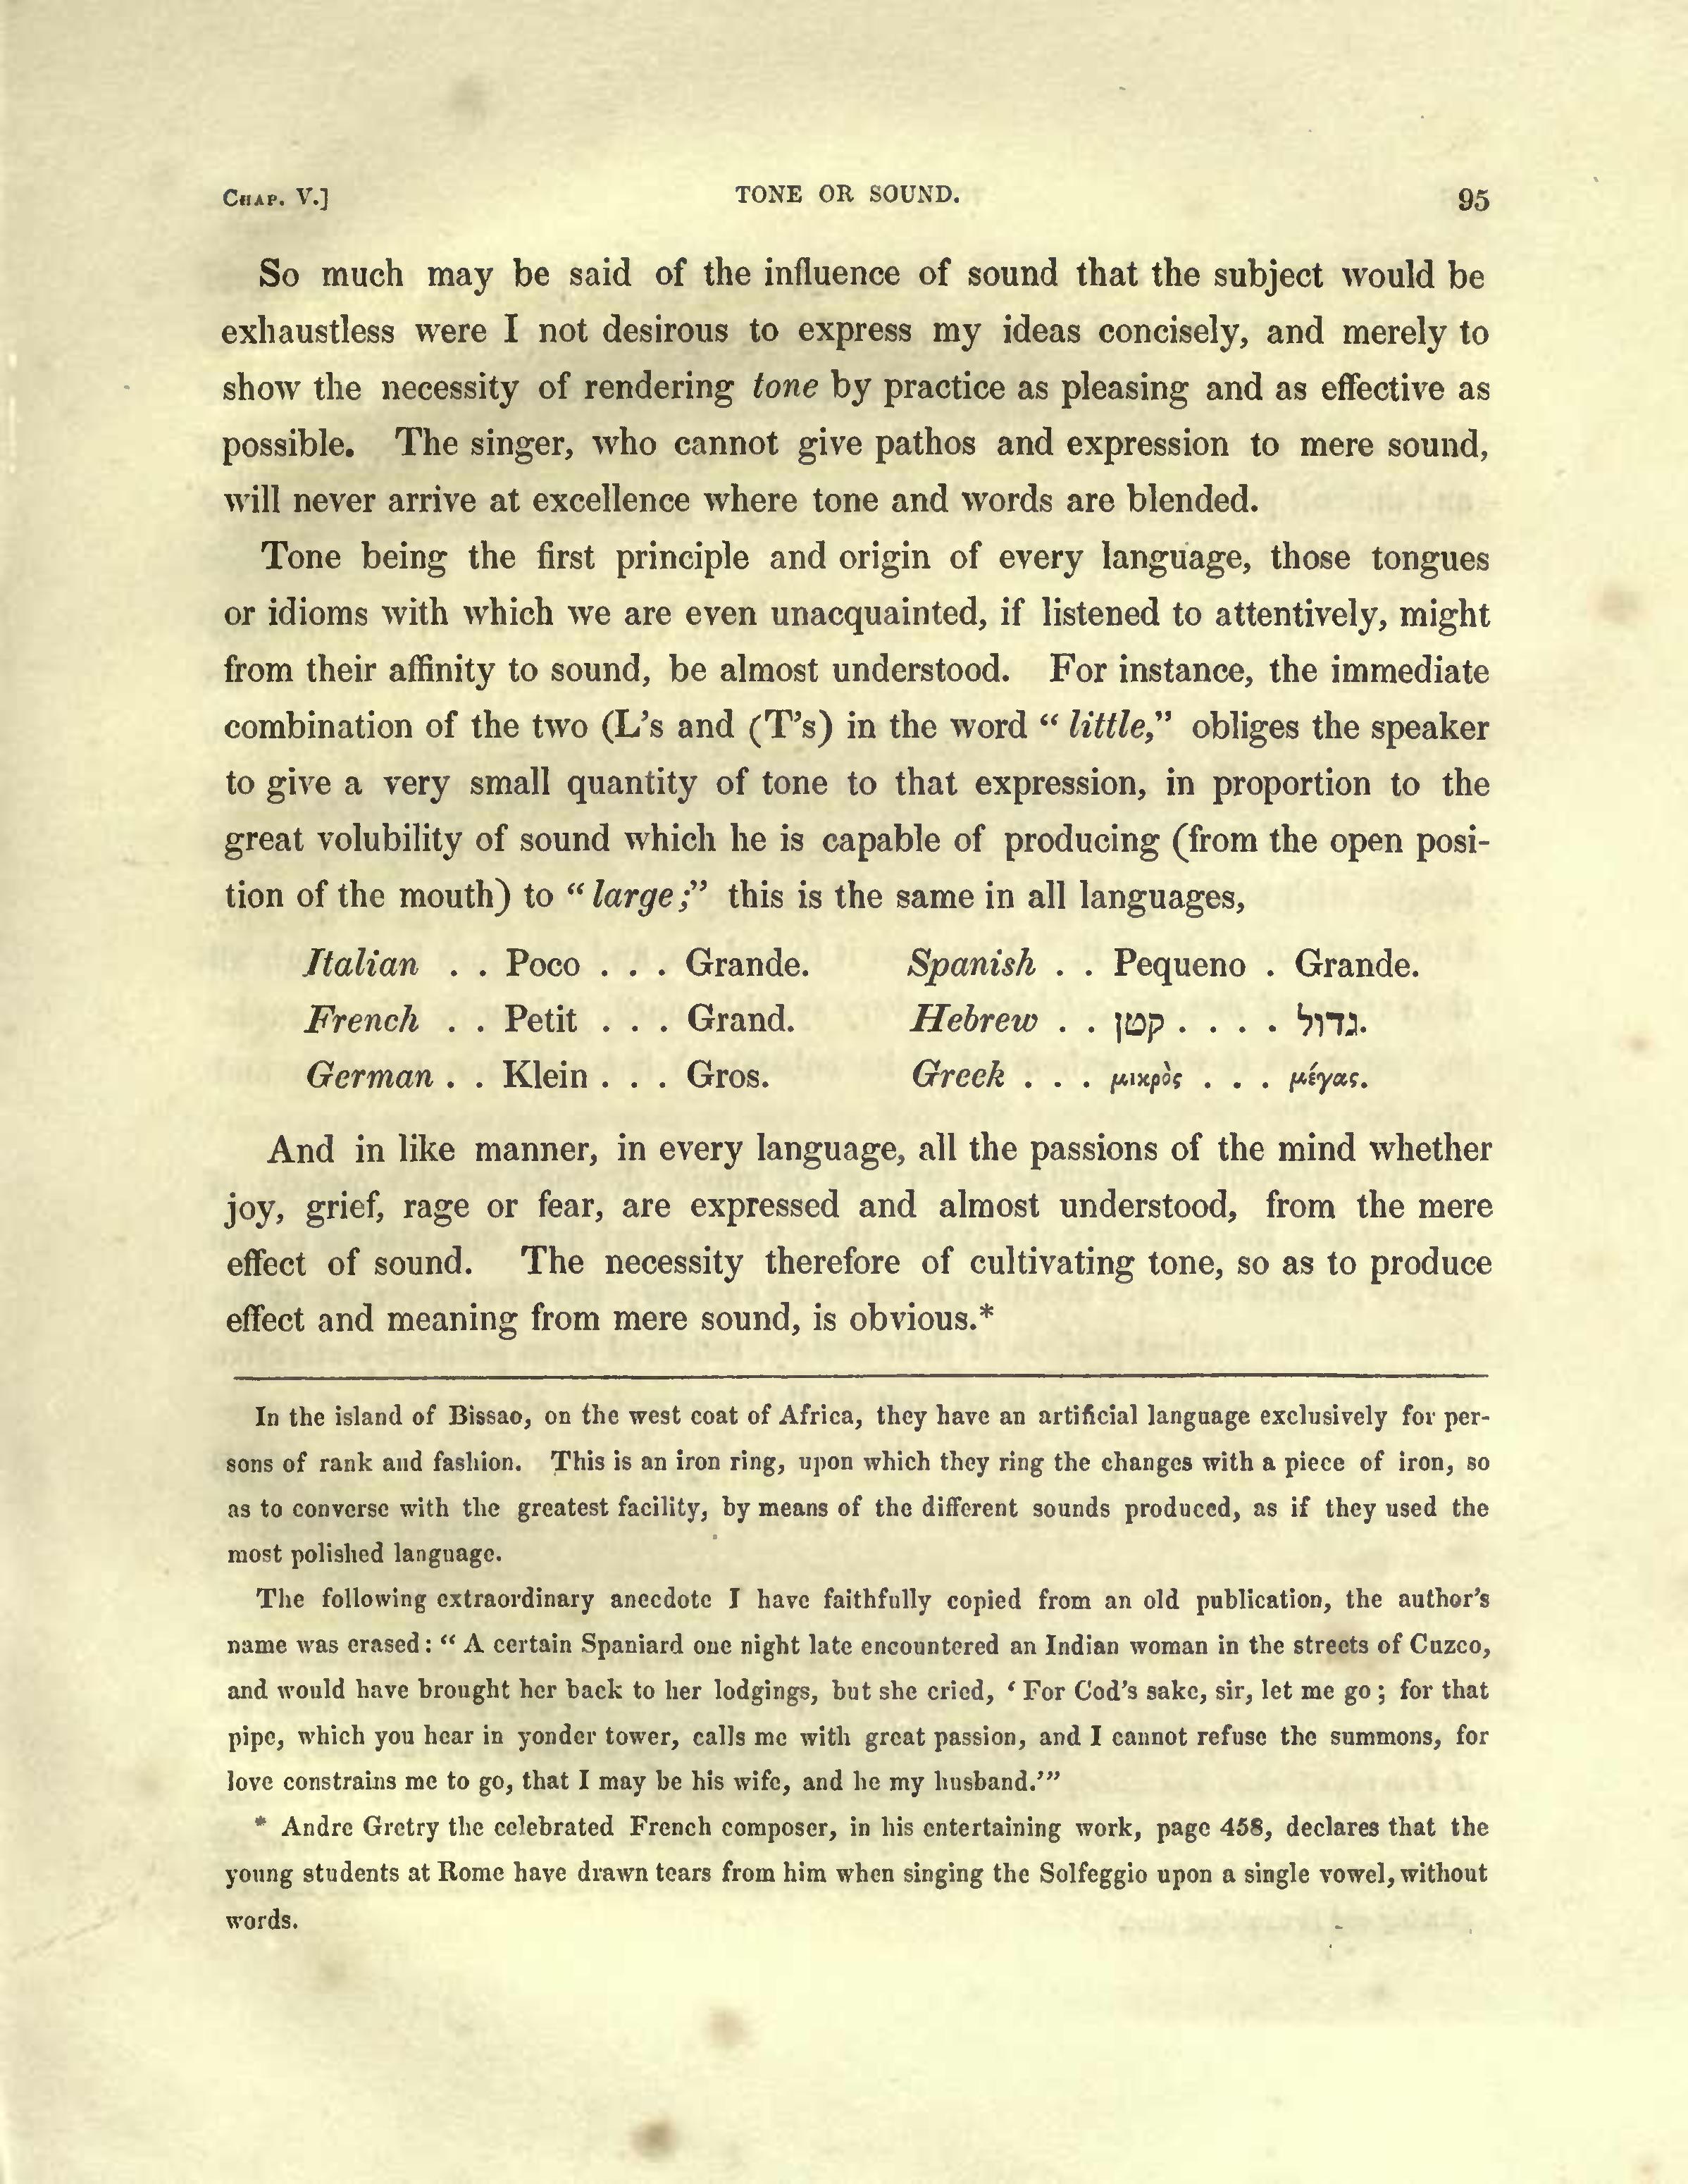 CHAP. V.] TONE OR SOUND. 95
So much may be said of the influence of sound that the subject would be
exhaustless were I not desirous to express my ideas concisely, and merely to
show the necessity of rendering tone by practice as pleasing and as effective as
possible. The singer, who cannot give pathos and expression to mere sound,
will never arrive at excellence where tone and words are blended.
Tone being the first principle and origin of every language, those tongues
or idioms with which we are even unacquainted, if listened to attentively, might
from their affinity to sound, be almost understood. For instance, the immediate
combination of the two (L's and (T's) in the word “ little,” obliges the speaker
to give a very small quantity of tone to that expression, in proportion to the
great volubility of sound which he is capable of producing (from the open posi-
tion of the mouth) to “ large ;” this is the same in all languages,
Italian . . Poco . . . Grande. Spanish . . Pequeno . Grande.
French . . Petit . . . Grand. Hebrew . . קטן . . . . גדול.
German . . Klein . . . Gros. Greek . . . μικρὸς . . . μέγας.
And in like manner, in every language, all the passions of the mind whether
joy, grief, rage or fear, are expressed and almost understood, from the mere
effect of sound. The necessity therefore of cultivating tone, so as to produce
effect and meaning from mere sound, is obvious.*
In the island of Bissao, on the west coat of Africa, they have an artificial language exclusively for per-
sons of rank and fashion. This is an iron ring, upon which they ring the changes with a piece of iron, so
as to converse with the greatest facility, by means of the different sounds produced, as if they used the
most polished language.
The following extraordinary anecdote I have faithfully copied from an old publication, the author's
name was erased: “ A certain Spaniard one night late encountered an Indian woman in the streets of Cuzco,
and would have brought her back to her lodgings, but she cried, ‘ For Cod's sake, sir, let me go ; for that
pipe, which you hear in yonder tower, calls me with great passion, and I cannot refuse the summons, for
love constrains me to go, that I may be his wife, and he my husband.’”
* Andre Gretry the celebrated French composer, in his entertaining work, page 458, declares that the
young students at Rome have drawn tears from him when singing the Solfeggio upon a single vowel, without
words.